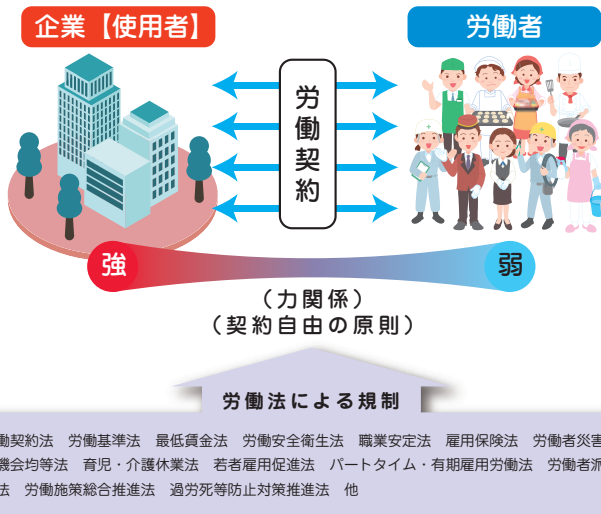 企業【使用者】
労働者
労働契約
強
弱
（力関係）
（契約自由の原則）
労働法による規制
働契約法　労働基準法　最低賃金法　労働安全衛生法　職業安定法　雇用保険法　労働者災害
機会均等法　育児・介護休業法　若者雇用促進法　パートタイム・有期雇用労働法　労働者派
法　労働施策総合推進法　過労死等防止対策推進法　他